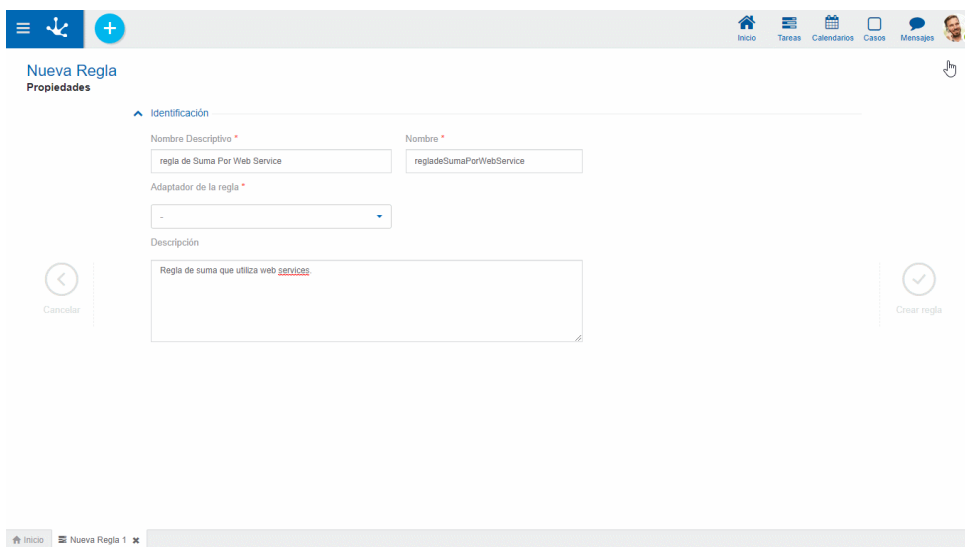 Inicio Tareas Calendarios Casos Mensajes
Nueva Regla
Propiedades
Identificación
Nombre Descriptivo * Nombre *
regla de Suma Por Web Service regladeSumaPorWebService
Adaptador de la regla *
-
Descripción
Regla de suma que utiliza web services.
Cancelar Crear regla
Inicio Nueva Regla 1